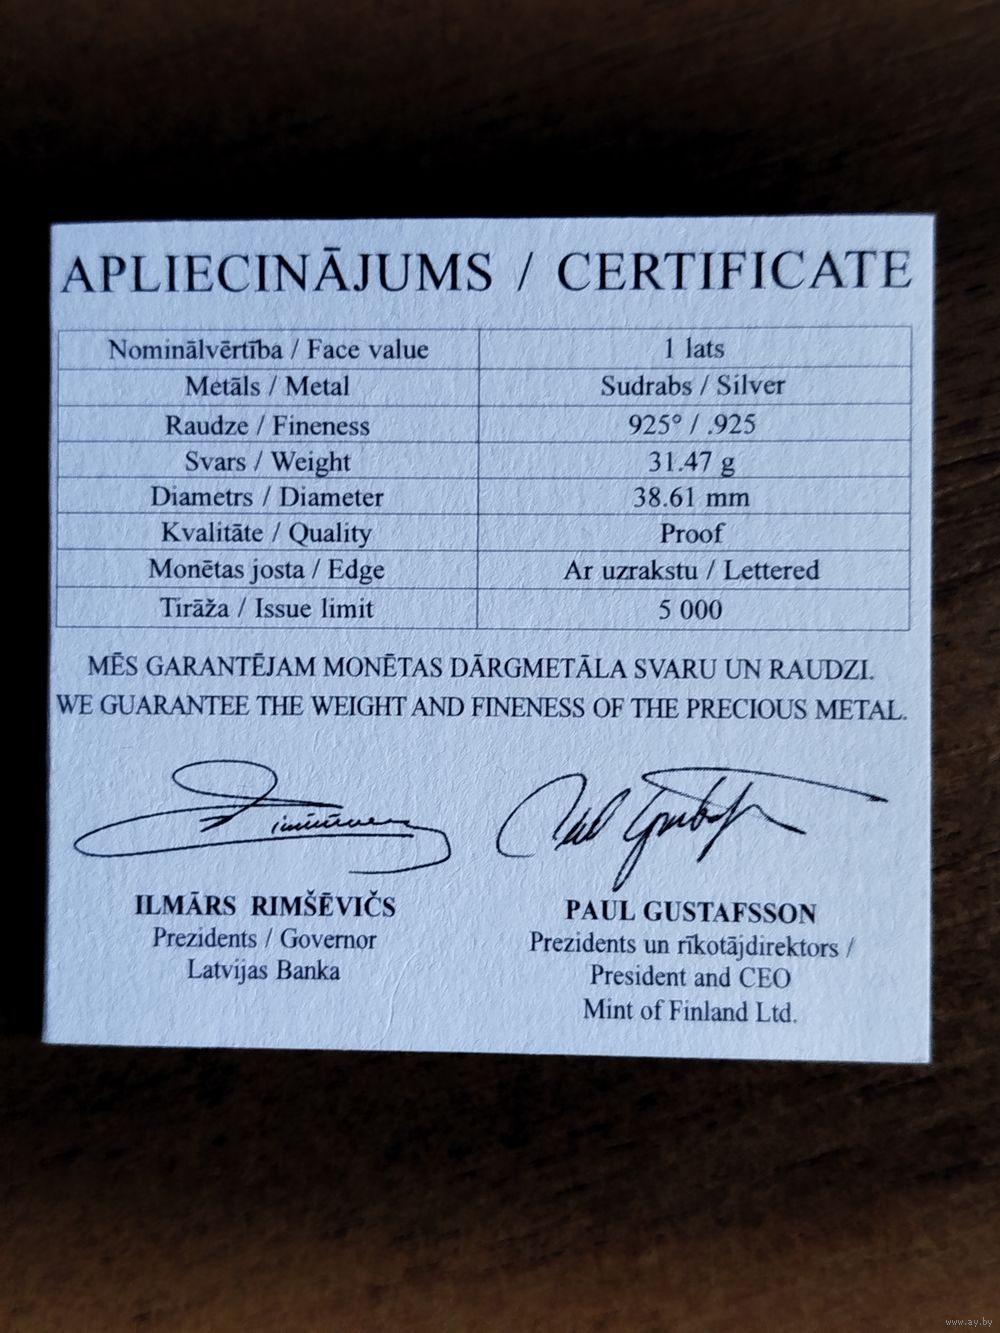 APLIECINĀJUMS / CERTIFICATE
Nominālvērtība / Face value 1 lats
Metāls / Metal Sudrabs / Silver
Raudze / Fineness 925° / .925
Svars / Weight 31.47 g
Diametrs / Diameter 38.61 mm
Kvalitāte / Quality Proof
Monētas josta / Edge Ar uzrakstu / Lettered
Tirāža / Issue limit 5 000
MĒS GARANTĒJAM MONĒTAS DĀRGMETĀLA SVARU UN RAUDZI.
WE GUARANTEE THE WEIGHT AND FINENESS OF THE PRECIOUS METAL.
ILMĀRS RIMŠĒVIČS
Prezidents / Governor
Latvijas Banka
PAUL GUSTAFSSON
Prezidents un rīkotājdirektors /
President and CEO
Mint of Finland Ltd.
www.ay.by